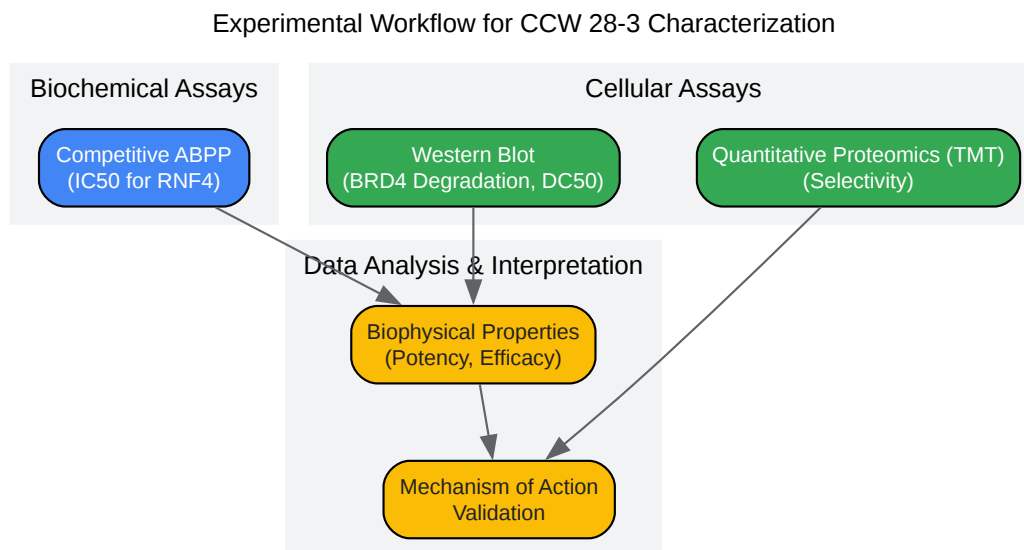 Experimental Workflow for CCW 28-3 Characterization
Biochemical Assays
Cellular Assays
Competitive ABPP
(IC50 for RNF4)
Western Blot
(BRD4 Degradation, DC50)
Quantitative Proteomics (TMT)
(Selectivity)
Data Analysis & Interpretation
Biophysical Properties
(Potency, Efficacy)
Mechanism of Action
Validation